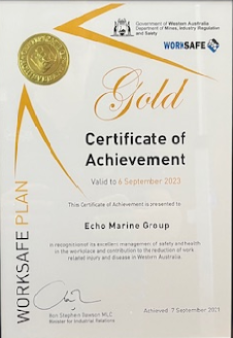 Government of Western Australia
Department of Mines, Industry Regulation
and Safety
WORKSAFE
Gold
Certificate of
Achievement
Valid to 6 September 2023
This Certificate of Achievement is presented to
Echo Marine Group
in recognition of its excellent management of safety and health
in the workplace and contribution to the reduction of work
related injury and disease in Western Australia.
Hon Stephen Dawson MLC
Minister for Industrial Relations
Achieved: 7 September 2021
WORKSAFE PLAN